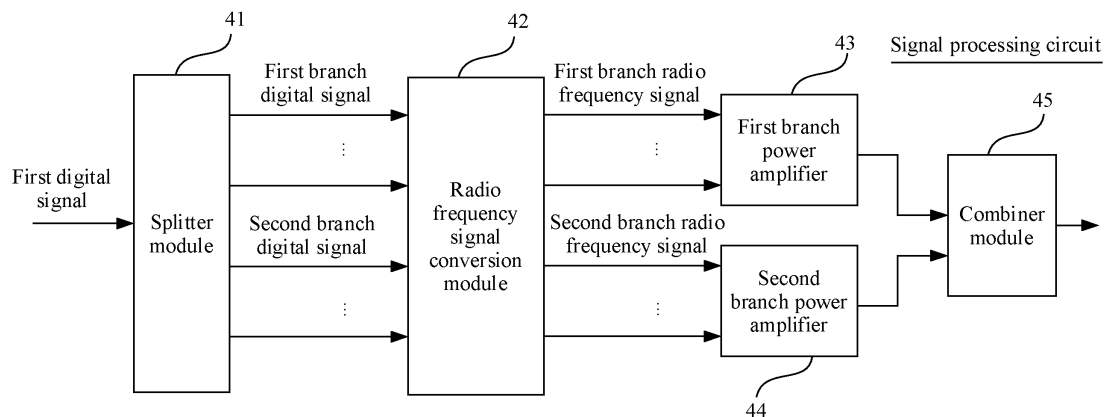 41
42
43
Signal processing circuit
First branch
digital signal
First branch radio
frequency signal
45
First branch
power
amplifier
First digital
signal
Splitter
module
Radio
frequency
signal
conversion
module
Second branch
digital signal
Second branch radio
frequency signal
Combiner
module
Second
branch power
amplifier
44